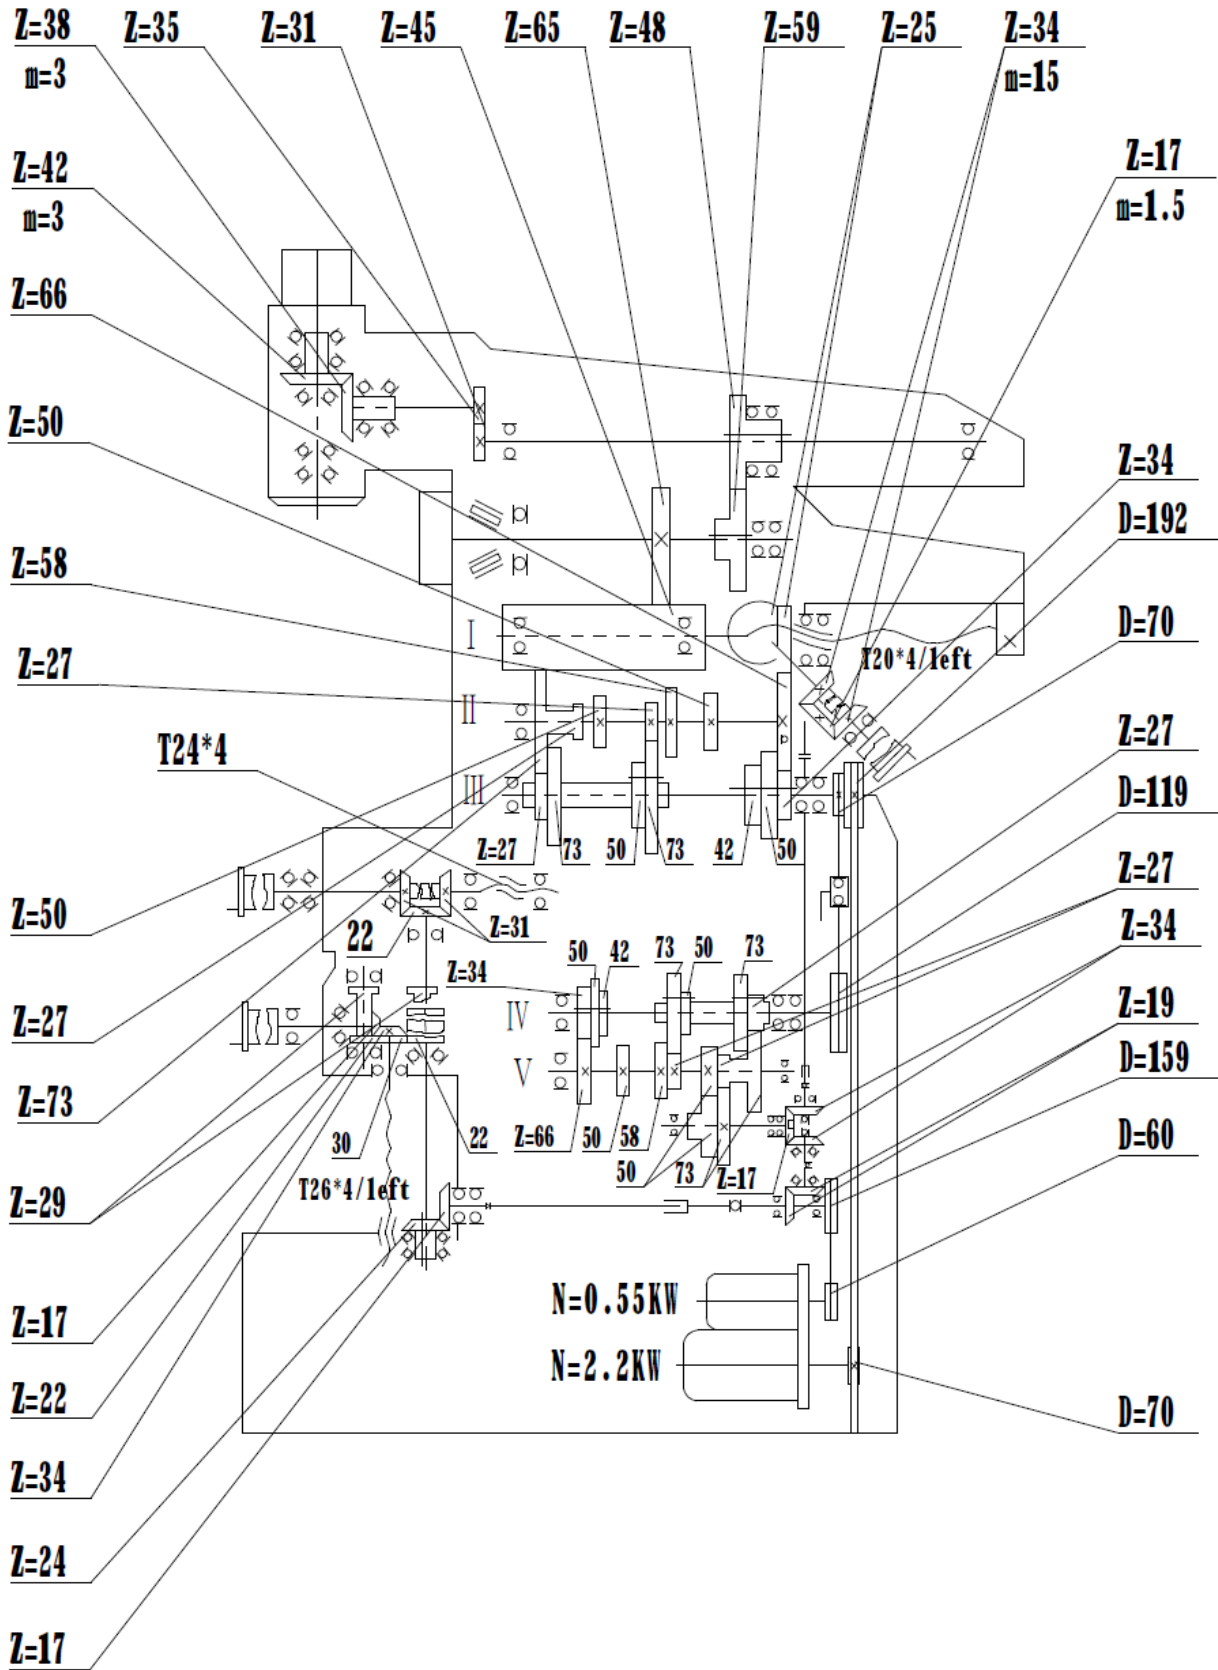 Z=38
Z=35
Z=31
Z=45
Z=65
Z=48
Z=59
Z=25
Z=34
m=3
m=15
Z=42
Z=17
m=3
m=1.5
Z=66
Z=50
Z=34
D=192
Z=58
D=70
I
T20*4/left
Z=27
II
T24*4
Z=27
III
D=119
Z=27
73
50
73
42
50
Z=27
Z=50
22
Z=31
Z=34
50
42
73
50
73
Z=34
Z=27
IV
Z=19
V
D=159
Z=73
30
22
Z=66
50
58
50
73
Z=17
D=60
Z=29
T26*4/left
N=0.55KW
Z=17
N=2.2KW
Z=22
D=70
Z=34
Z=24
Z=17